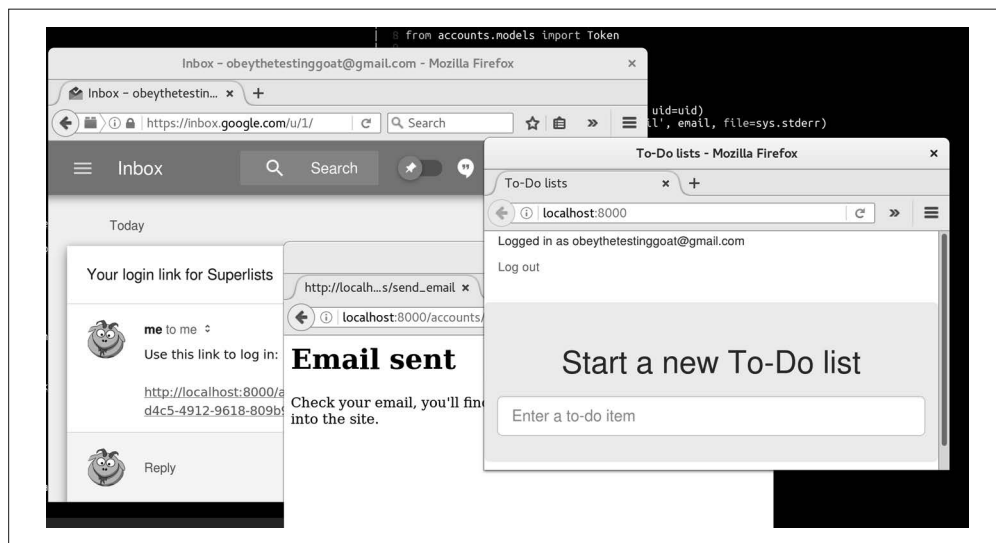 8 from accounts.models import Token
uid=uid)
email, file=sys.stderr)
Inbox – obeythetestinggoat@gmail.com - Mozilla Firefox
Inbox – obeythetestin...
https://inbox.google.com/u/1/
Search
Inbox
Search
Today
Your login link for Superlists
me to me
Use this link to log in:
http://localhost:8000/a
d4c5-4912-9618-809b9
Reply
http://localh...s/send_email
localhost:8000/accounts/
Email sent
Check your email, you'll find
into the site.
To-Do lists - Mozilla Firefox
To-Do lists
localhost:8000
Logged in as obeythetestinggoat@gmail.com
Log out
Start a new To-Do list
Enter a to-do item